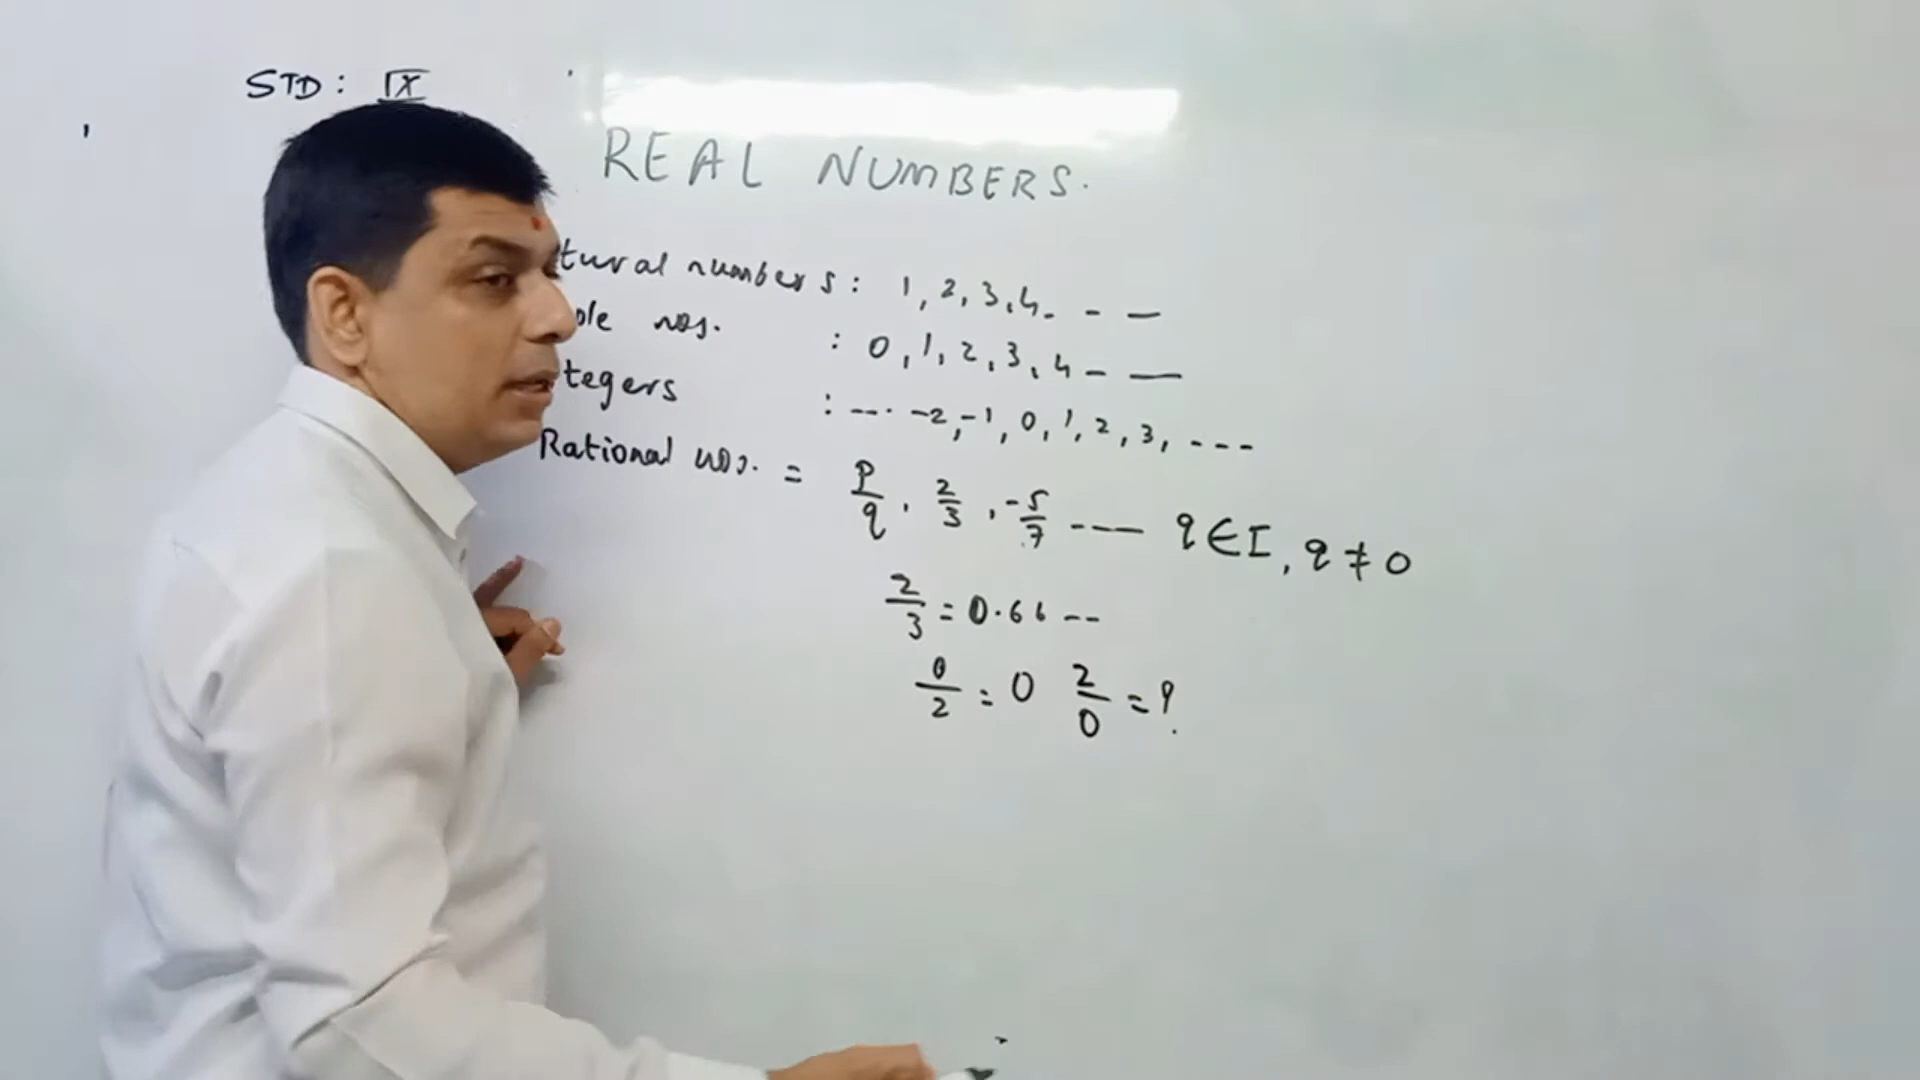 STD: IX
REAL NUMBERS.
tural numbers: 1, 2, 3, 4. - —
ole nos. : 0, 1, 2, 3, 4 - —
tegers : --.. -2, -1, 0, 1, 2, 3, ---
Rational nos. = p/q, 2/3, -5/7 --- q∈I, q≠0
2/3 = 0.66 --
0/2 = 0 2/0 = ?